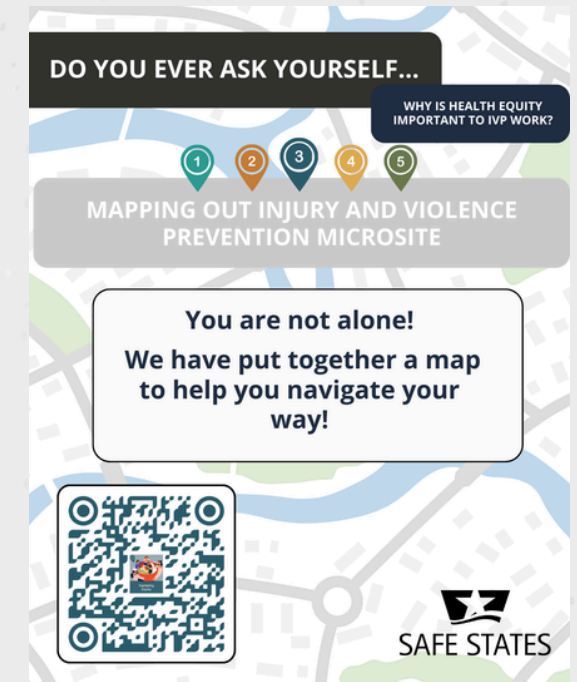 DO YOU EVER ASK YOURSELF...
WHY IS HEALTH EQUITY
IMPORTANT TO IVP WORK?
1 2 3 4 5
MAPPING OUT INJURY AND VIOLENCE
PREVENTION MICROSITE
You are not alone!
We have put together a map
to help you navigate your
way!
SAFE STATES